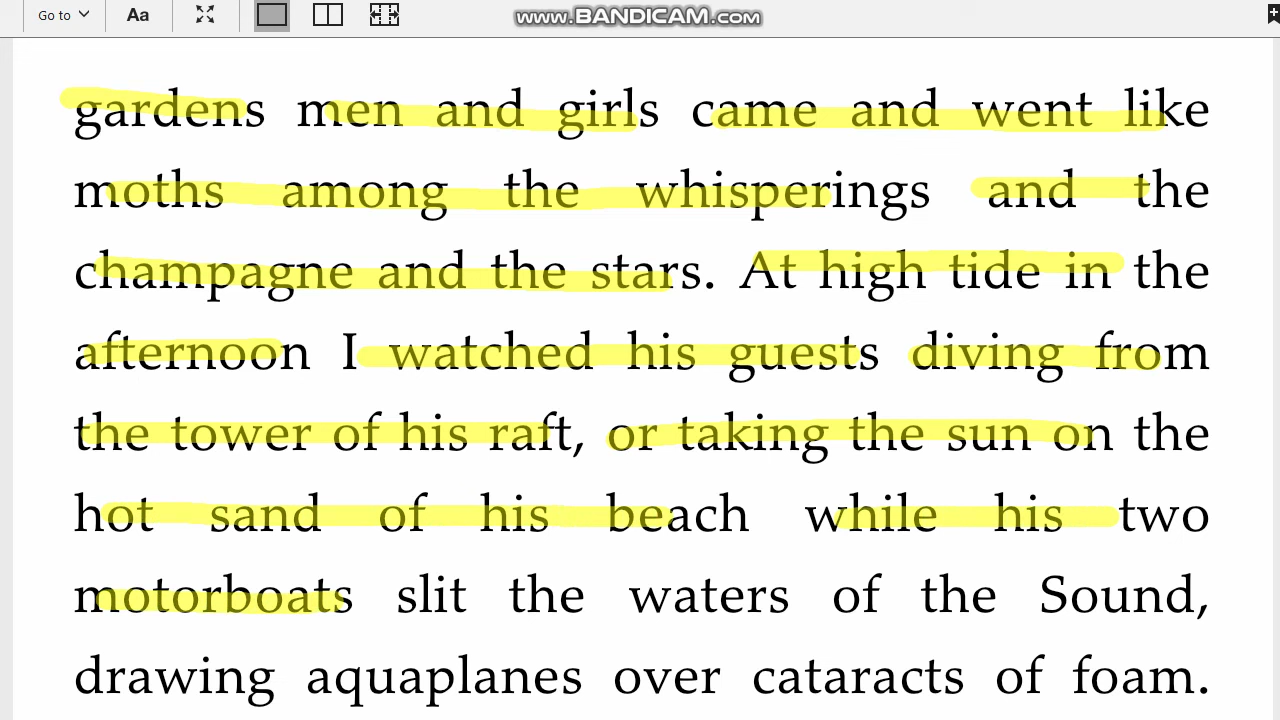 Go to Aa www.BANDICAM.com
gardens men and girls came and went like
moths among the whisperings and the
champagne and the stars. At high tide in the
afternoon I watched his guests diving from
the tower of his raft, or taking the sun on the
hot sand of his beach while his two
motorboats slit the waters of the Sound,
drawing aquaplanes over cataracts of foam.